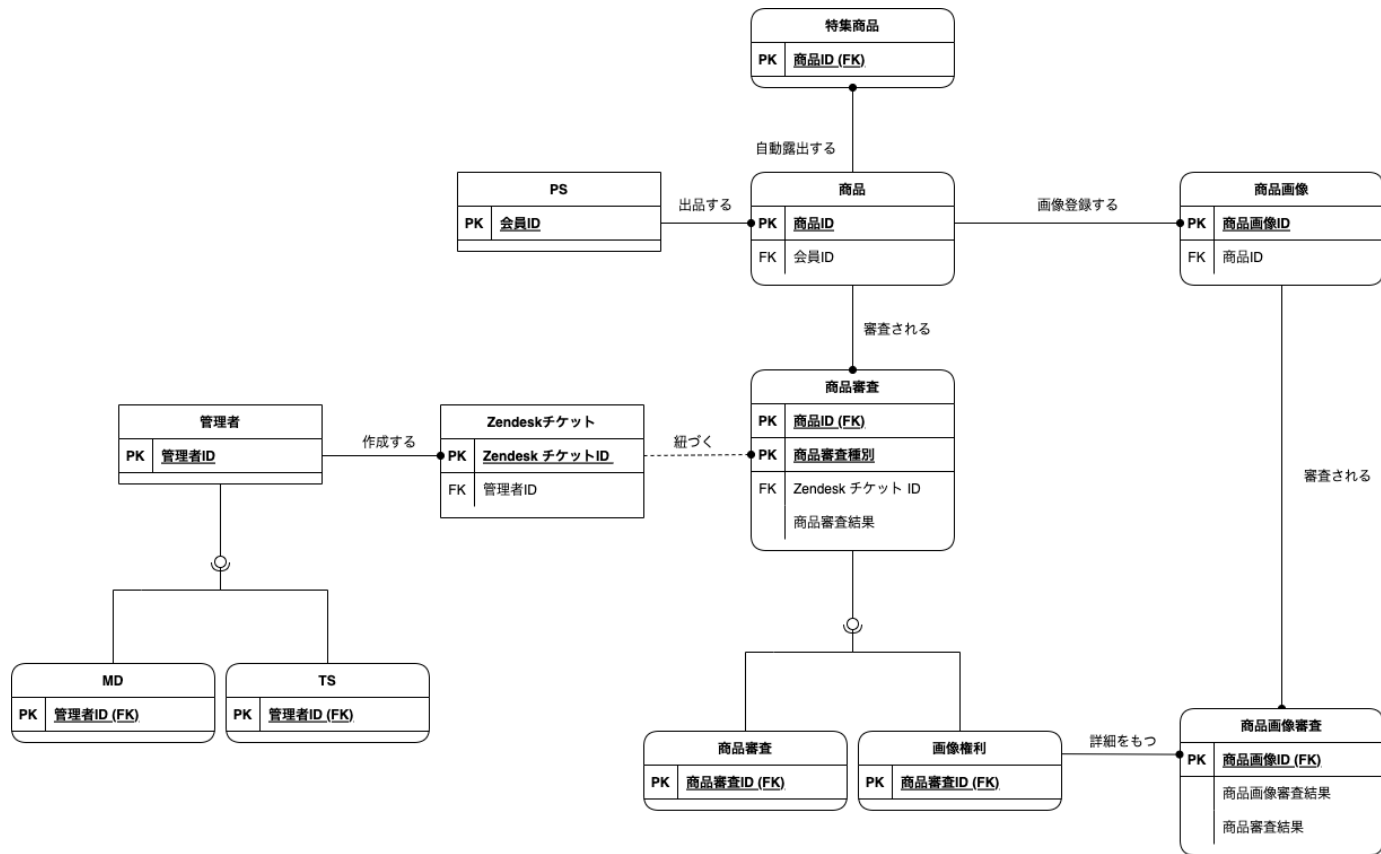 特集商品
PK 商品ID (FK)
自動露出する
PS
PK 会員ID
出品する
商品
PK 商品ID
FK 会員ID
画像登録する
商品画像
PK 商品画像ID
FK 商品ID
審査される
管理者
PK 管理者ID
作成する
Zendeskチケット
PK Zendesk チケットID
FK 管理者ID
紐づく
商品審査
PK 商品ID (FK)
PK 商品審査種別
FK Zendesk チケット ID
商品審査結果
審査される
MD
PK 管理者ID (FK)
TS
PK 管理者ID (FK)
商品審査
PK 商品審査ID (FK)
画像権利
PK 商品審査ID (FK)
詳細をもつ
商品画像審査
PK 商品画像ID (FK)
商品画像審査結果
商品審査結果